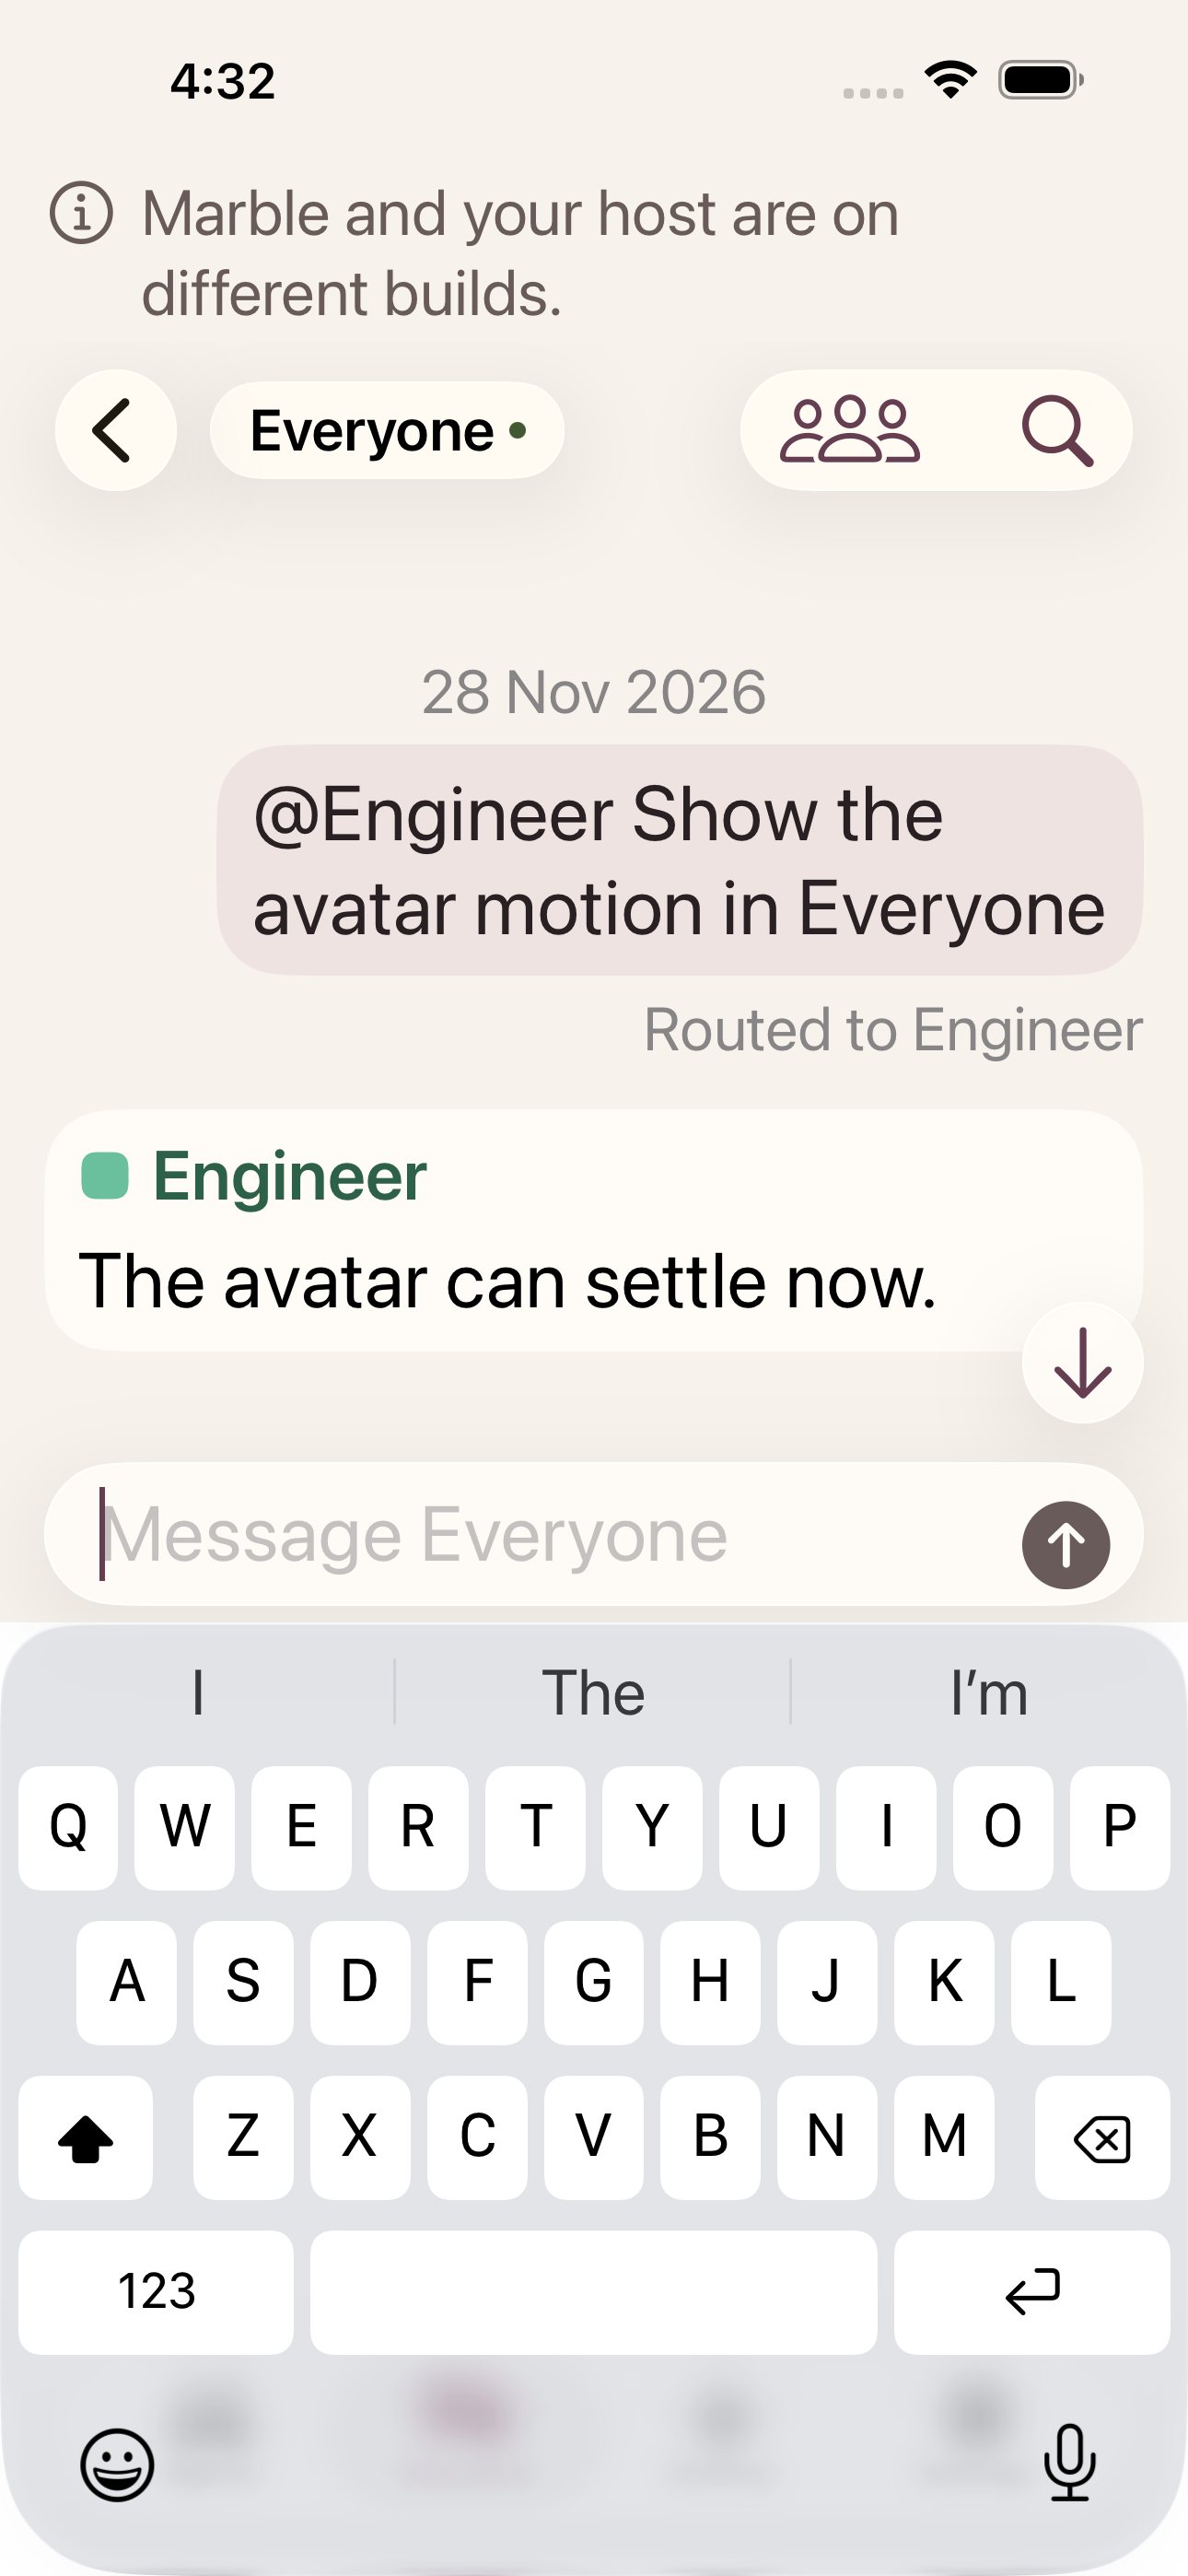 4:32
Marble and your host are on
different builds.
Everyone
28 Nov 2026
@Engineer Show the
avatar motion in Everyone
Routed to Engineer
Engineer
The avatar can settle now.
Message Everyone
I The I’m
Q W E R T Y U I O P
A S D F G H J K L
Z X C V B N M
123